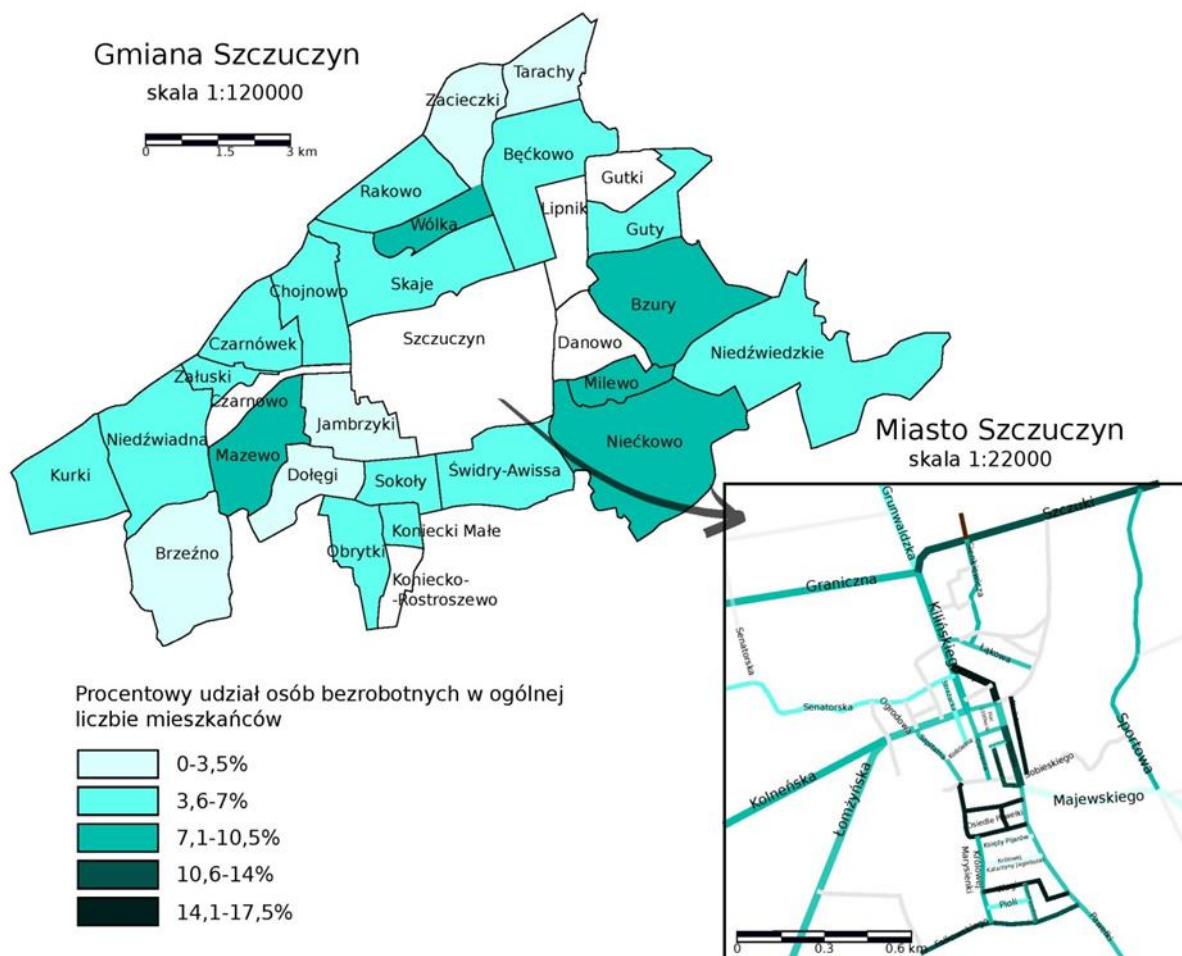 Gmiana Szczuczyn
skala 1:120000
0 1.5 3 km
Tarachy
Zacieczki
Bęćkowo
Gutki
Rakowo
Lipnik
Wólka
Guty
Skaje
Chojnowo
Bzury
Szczuczyn
Danowo
Czarnówek
Niedźwiedzkie
Załuski
Milewo
Czarnowo
Jambrzyki
Niedźwiadna
Niećkowo
Mazewo
Kurki
Dołęgi
Sokoły
Świdry-Awissa
Koniecki Małe
Brzeźno
Obrytki
Koniecko-
-Rostroszewo
Miasto Szczuczyn
skala 1:22000
Grunwaldzka
Szczuki
Sienkiewicza
Graniczna
Kilińskiego
Łąkowa
Senatorska
Senatorska
Ogrodowa
Sportowa
Sobieskiego
Kolneńska
Łomżyńska
Majewskiego
Osiedle Pawełki
Księży Pijarów
Królowej
Katarzyny Jagiellonki
Królowej
Marysienki
Pioli
Pawełki
0 0.3 0.6 km
Procentowy udział osób bezrobotnych w ogólnej
liczbie mieszkańców
0-3,5%
3,6-7%
7,1-10,5%
10,6-14%
14,1-17,5%